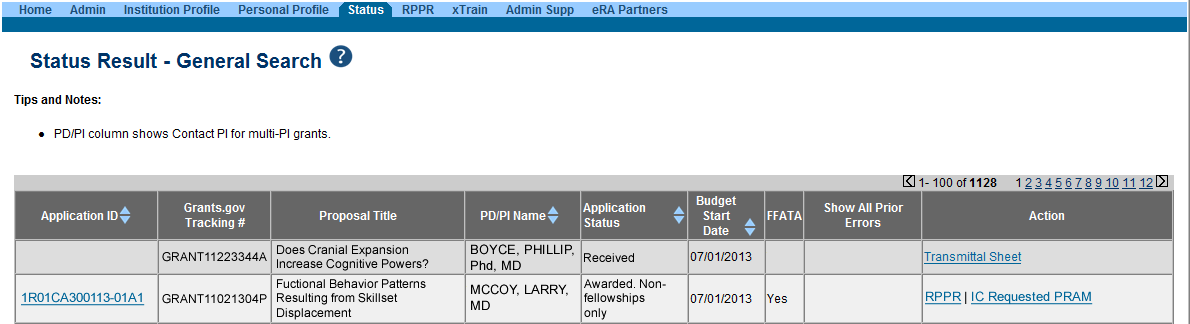 Home Admin Institution Profile Personal Profile Status RPPR xTrain Admin Supp eRA Partners
Status Result - General Search ?
Tips and Notes:
• PD/PI column shows Contact PI for multi-PI grants.
1- 100 of 1128 1 2 3 4 5 6 7 8 9 10 11 12
Application ID Grants.gov Tracking # Proposal Title PD/PI Name Application Status Budget Start Date FFATA Show All Prior Errors Action
GRANT11223344A Does Cranial Expansion Increase Cognitive Powers? BOYCE, PHILLIP, Phd, MD Received 07/01/2013 Transmittal Sheet
1R01CA300113-01A1 GRANT11021304P Fuctional Behavior Patterns Resulting from Skillset Displacement MCCOY, LARRY, MD Awarded. Non-fellowships only 07/01/2013 Yes RPPR | IC Requested PRAM